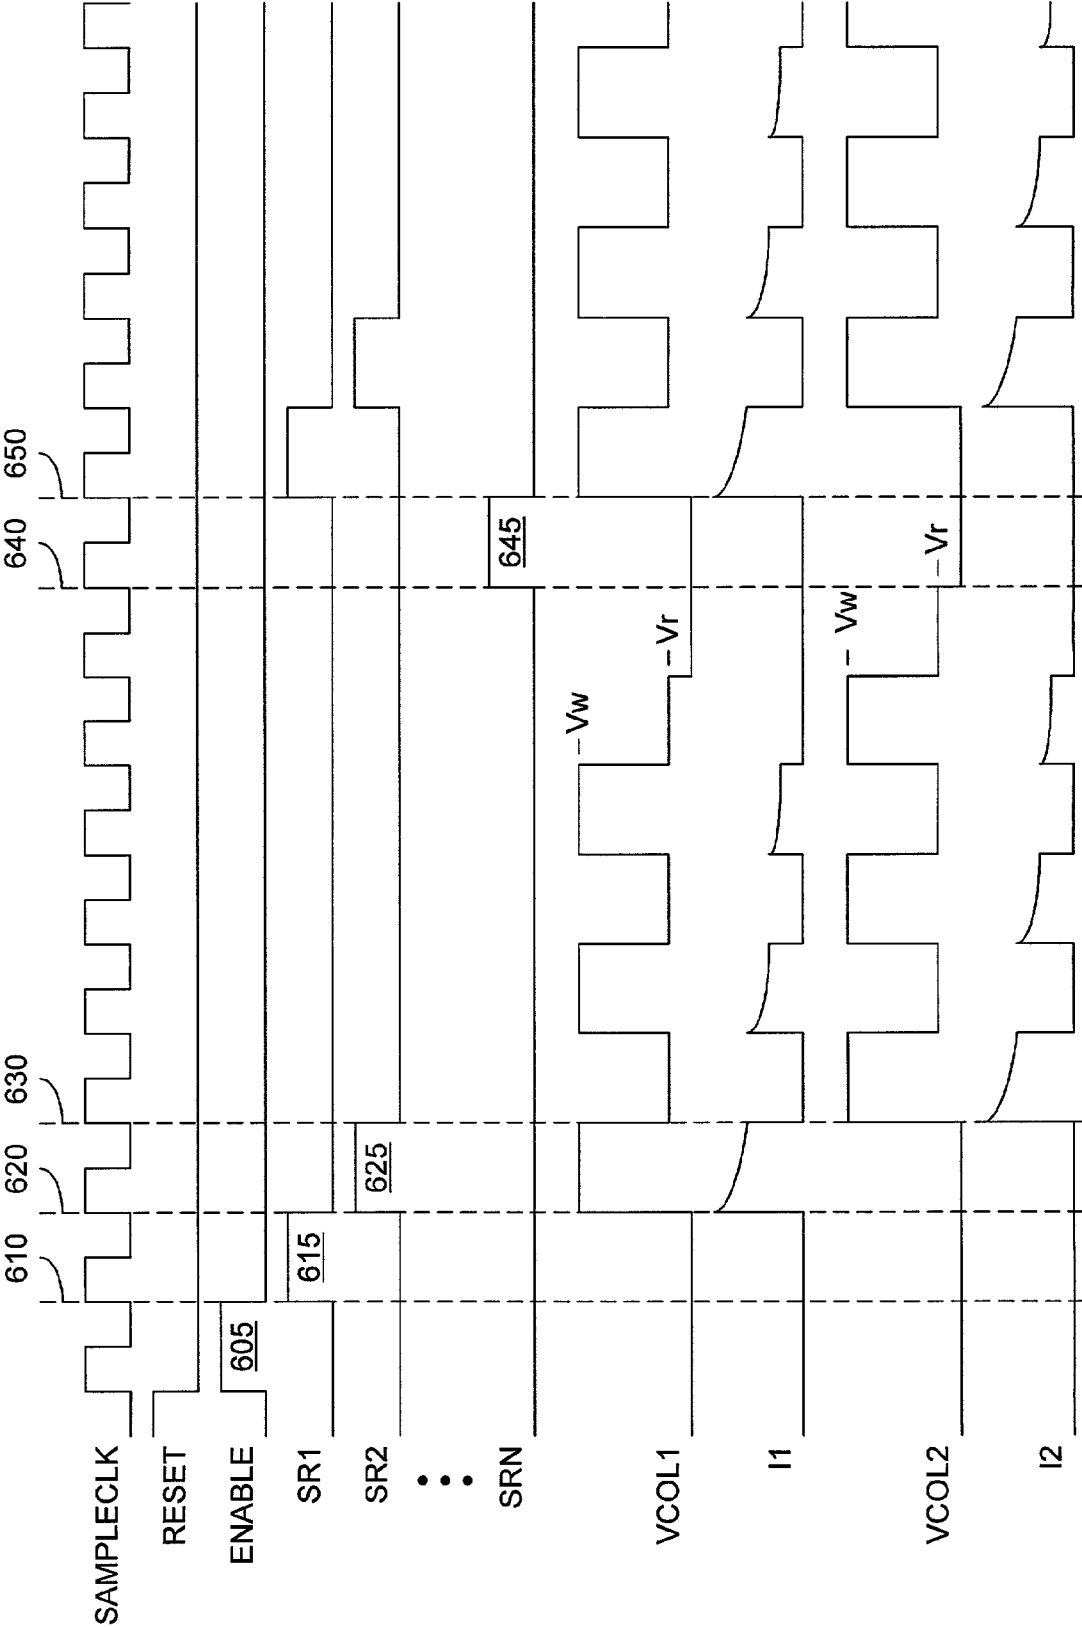 610
620
630
640
650
SAMPLECLK
RESET
ENABLE
605
SR1
615
SR2
625
SRN
645
VCOL1
Vw
Vr
I1
VCOL2
Vw
Vr
I2